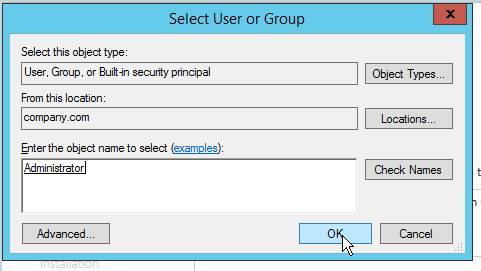 Select User or Group
x
Select this object type:
User, Group, or Built-in security principal
Object Types...
From this location:
company.com
Locations...
Enter the object name to select (examples):
Administrator
Check Names
Advanced...
OK
Cancel
Installation